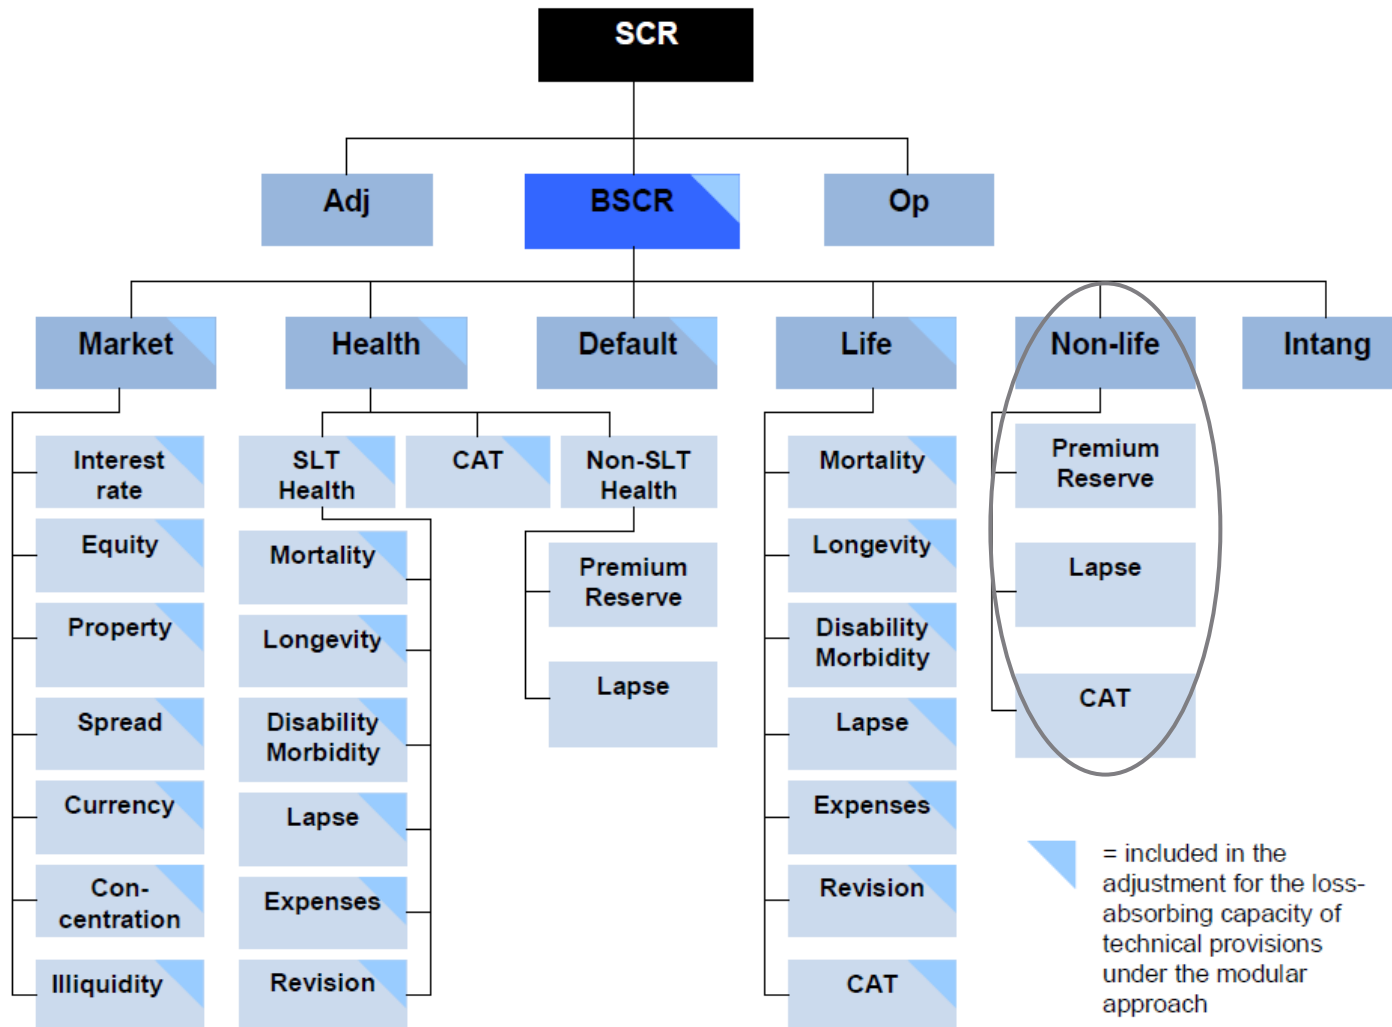 SCR
Adj
BSCR
Op
Market
Health
Default
Life
Non-life
Intang
Interest
rate
Equity
Property
Spread
Currency
Con-
centration
Illiquidity
SLT
Health
CAT
Non-SLT
Health
Mortality
Longevity
Disability
Morbidity
Lapse
Expenses
Revision
Premium
Reserve
Lapse
Mortality
Longevity
Disability
Morbidity
Lapse
Expenses
Revision
CAT
Premium
Reserve
Lapse
CAT
= included in the
adjustment for the loss-
absorbing capacity of
technical provisions
under the modular
approach